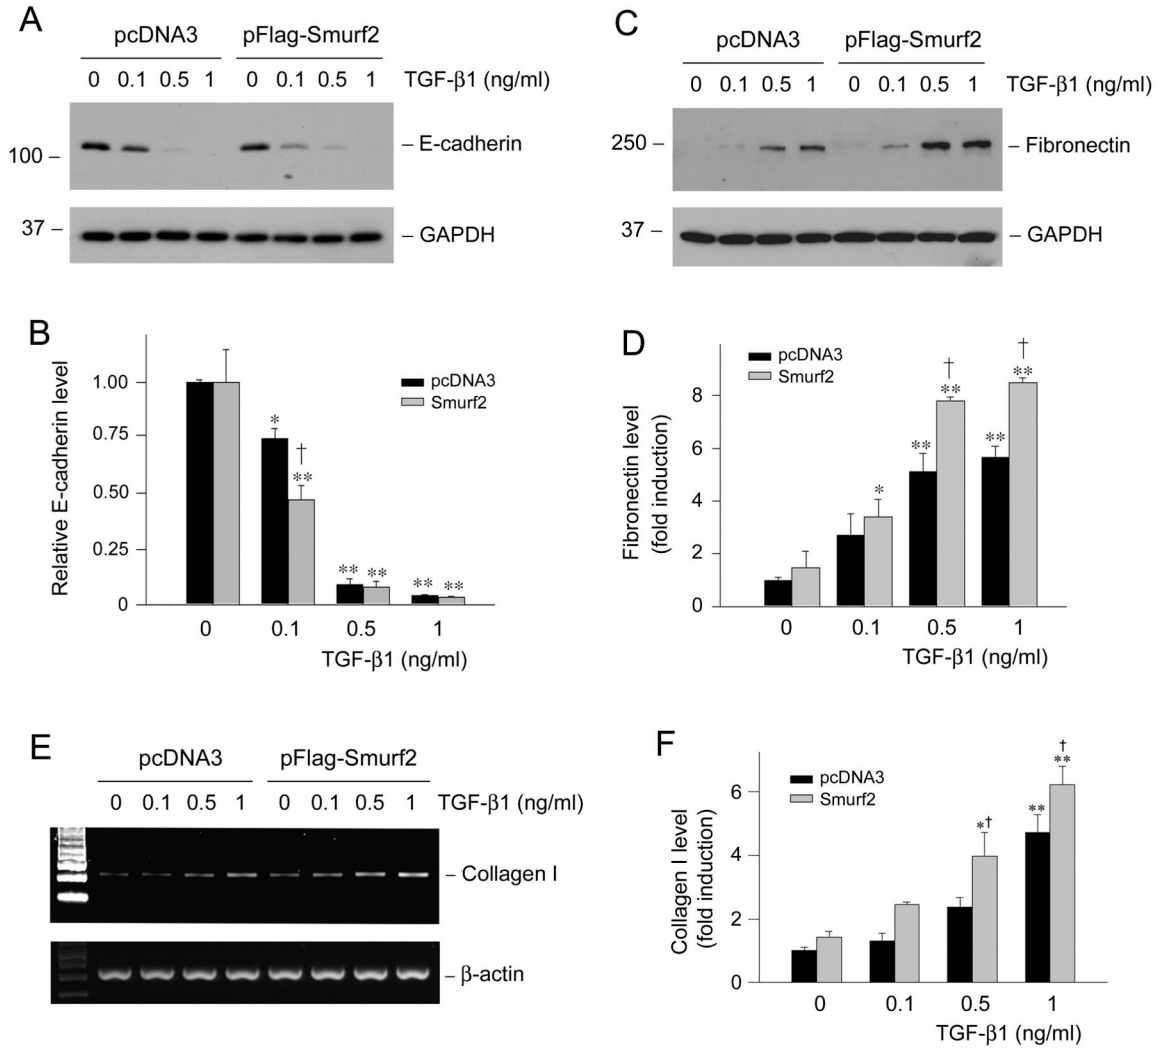 A
pcDNA3 pFlag-Smurf2
0 0.1 0.5 1 0 0.1 0.5 1 TGF-β1 (ng/ml)
100 – – E-cadherin
37 – – GAPDH
B
Relative E-cadherin level
1.00
0.75
0.50
0.25
0
pcDNA3
Smurf2
*
†
**
** **
** **
0 0.1 0.5 1
TGF-β1 (ng/ml)
C
pcDNA3 pFlag-Smurf2
0 0.1 0.5 1 0 0.1 0.5 1 TGF-β1 (ng/ml)
250 – – Fibronectin
37 – – GAPDH
D
Fibronectin level
(fold induction)
8
6
4
2
0
pcDNA3
Smurf2
*
**
†
**
**
†
**
0 0.1 0.5 1
TGF-β1 (ng/ml)
E
pcDNA3 pFlag-Smurf2
0 0.1 0.5 1 0 0.1 0.5 1 TGF-β1 (ng/ml)
– Collagen I
– β-actin
F
Collagen I level
(fold induction)
6
4
2
0
pcDNA3
Smurf2
*†
**
†
**
0 0.1 0.5 1
TGF-β1 (ng/ml)